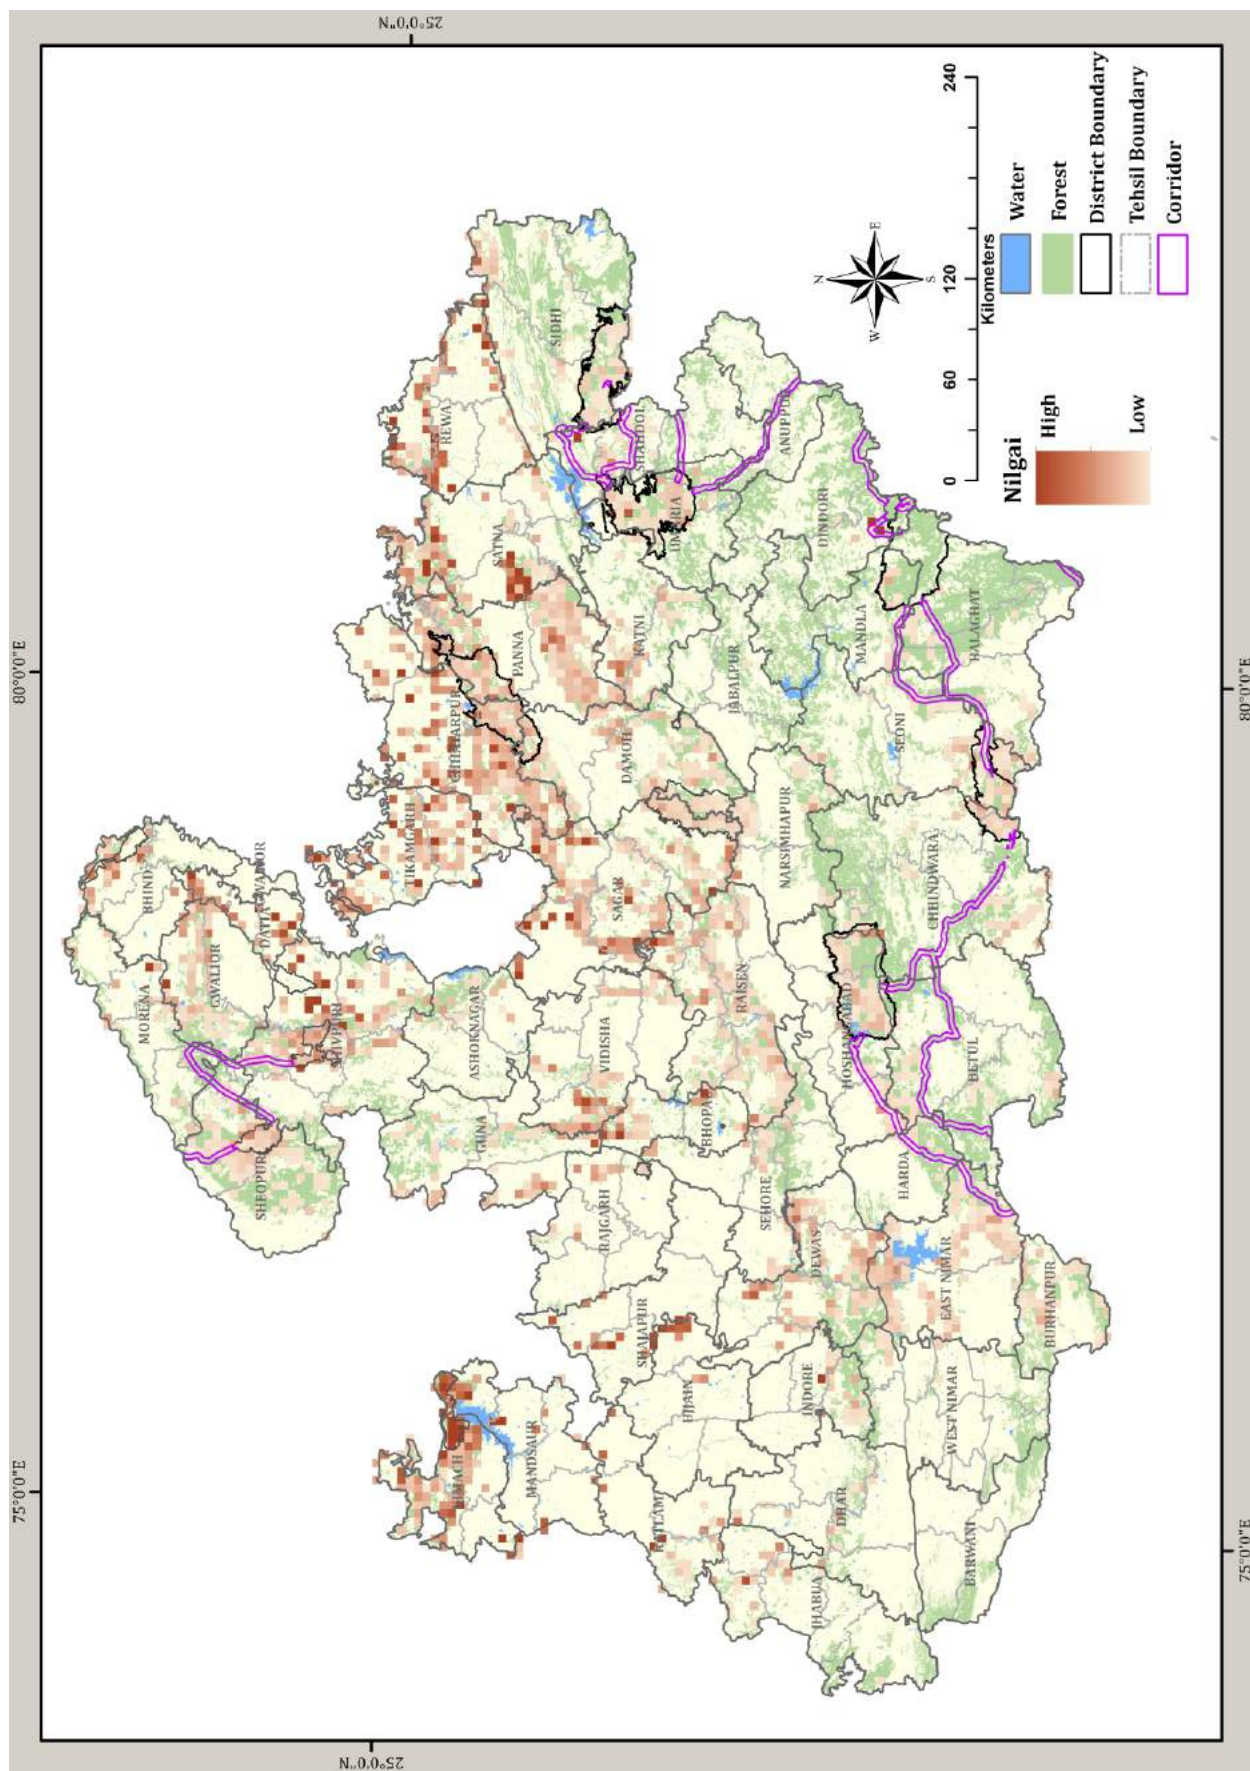 25°0'0"N
80°0'0"E
75°0'0"E
BHIND
MORENA
GWALIOR
DATIA
GWALIOR
SHIVPURI
SHEOPUR
TIKAMGARH
CHHATARPUR
PANNA
SATNA
REWA
SIDHI
SHAHDOL
UMARIA
ANUPPUR
KATNI
DAMOH
SAGAR
ASHOKNAGAR
GUNA
VIDISHA
BHOPAL
RAISEN
RAJGARH
SEHORE
SHAJAPUR
NIMACH
MANDSAUR
RATLAM
UJJAIN
INDORE
DEWAS
DHAR
JHABUA
JABALPUR
DINDORI
MANDLA
NARSIMHAPUR
SEONI
BALAGHAT
CHHINDWARA
HOSHANGABAD
HARDA
BETUL
EAST NIMAR
WEST NIMAR
BARWANI
BURHANPUR
N
W
E
S
0
60
120
240
Kilometers
Nilgai
High
Low
Water
Forest
District Boundary
Tehsil Boundary
Corridor
25°0'0"N
75°0'0"E
80°0'0"E